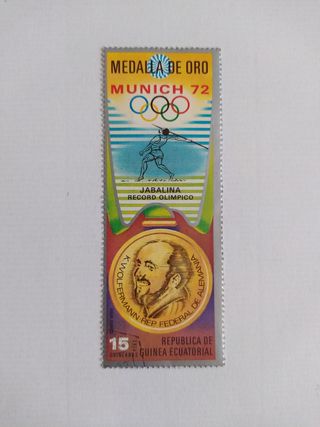 MEDALLA DE ORO
MUNICH 72
JABALINA
RECORD OLIMPICO
K. WOLFERMANN-REP. FEDERAL DE ALEMANIA
15
REPUBLICA DE
GUINEA ECUATORIAL